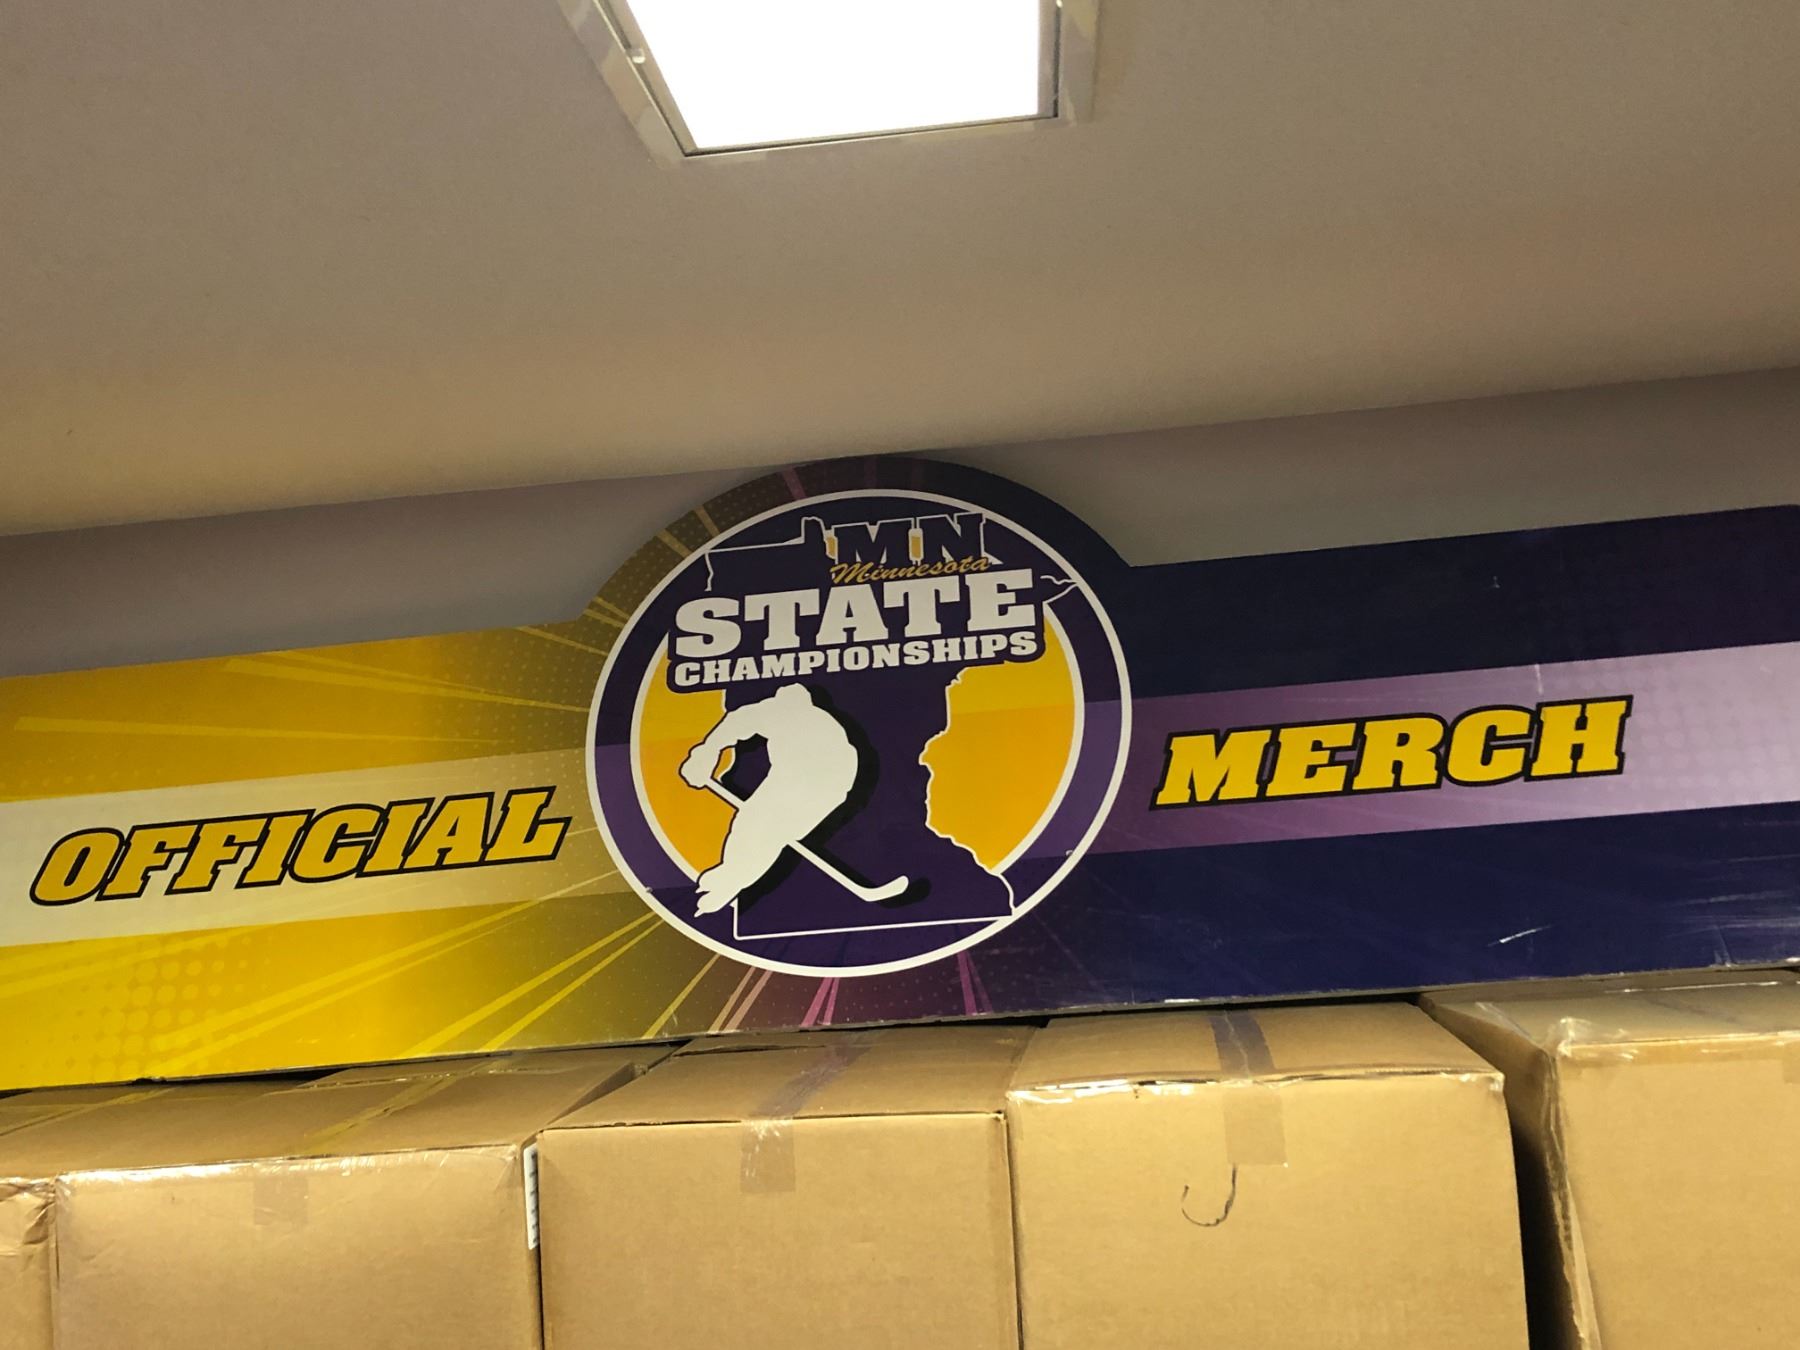 MN
Minnesota
STATE
CHAMPIONSHIPS
OFFICIAL MERCH
J